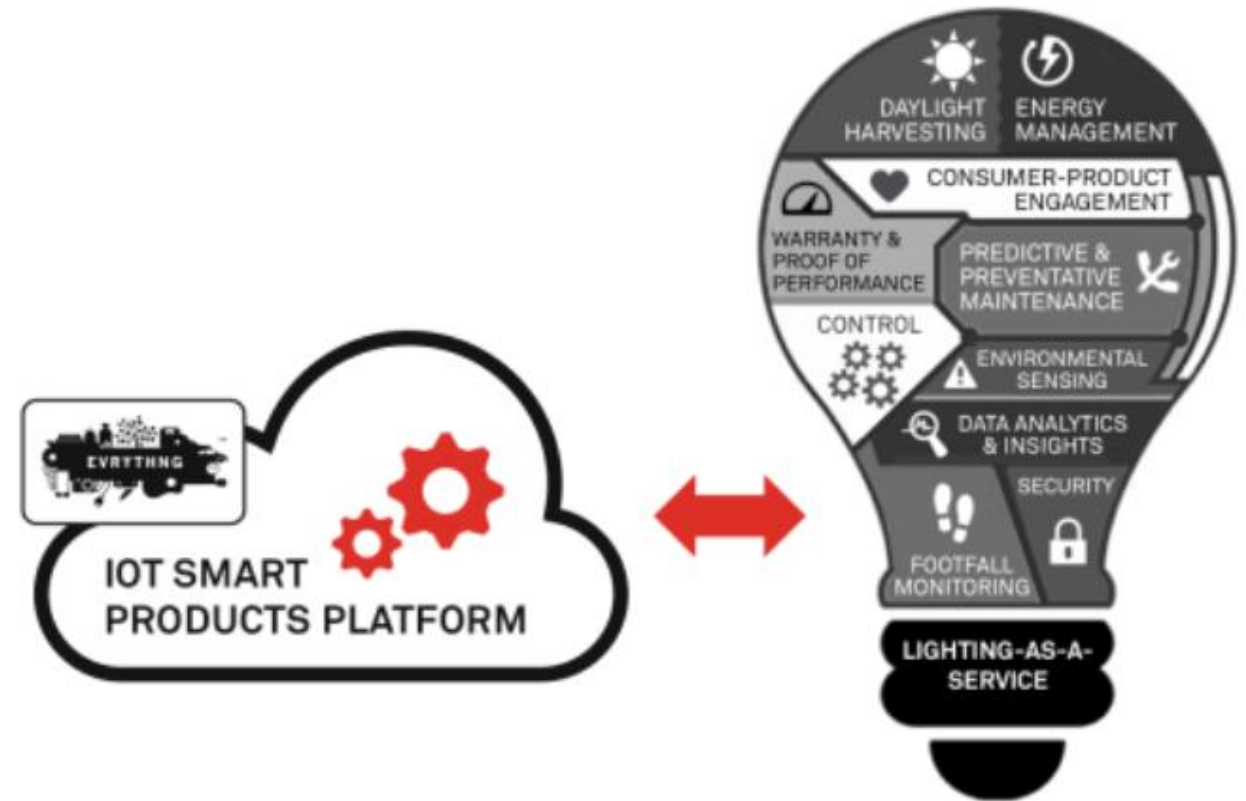 EVRYTHNG
IOT SMART
PRODUCTS PLATFORM
DAYLIGHT
HARVESTING
ENERGY
MANAGEMENT
CONSUMER-PRODUCT
ENGAGEMENT
WARRANTY &
PROOF OF
PERFORMANCE
PREDICTIVE &
PREVENTATIVE
MAINTENANCE
CONTROL
ENVIRONMENTAL
SENSING
DATA ANALYTICS
& INSIGHTS
SECURITY
FOOTFALL
MONITORING
LIGHTING-AS-A-
SERVICE